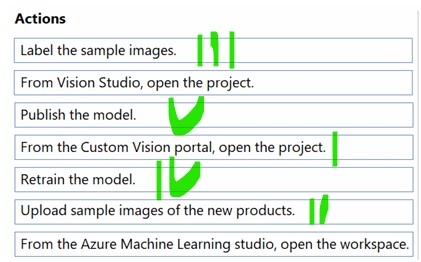 Actions
Label the sample images.
From Vision Studio, open the project.
Publish the model.
From the Custom Vision portal, open the project.
Retrain the model.
Upload sample images of the new products.
From the Azure Machine Learning studio, open the workspace.